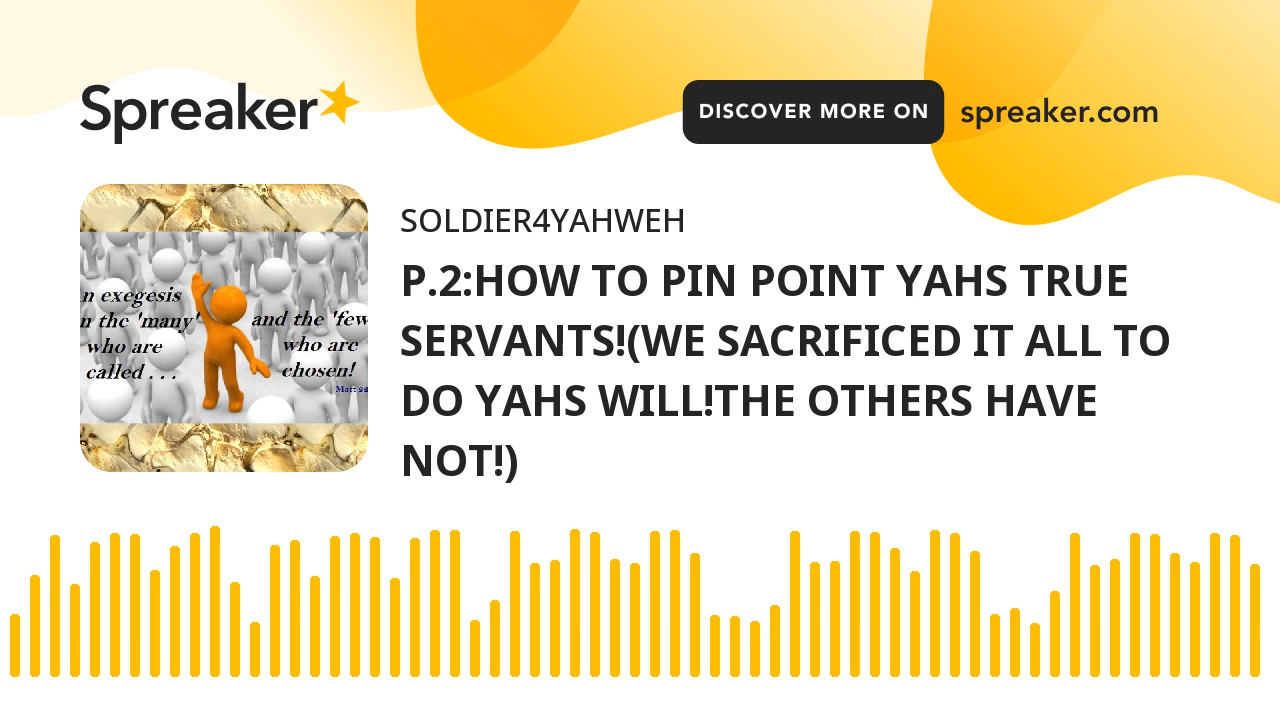 Spreaker
DISCOVER MORE ON spreaker.com
SOLDIER4YAHWEH
P.2:HOW TO PIN POINT YAHS TRUE
SERVANTS!(WE SACRIFICED IT ALL TO
DO YAHS WILL!THE OTHERS HAVE
NOT!)
n exegesis
n the 'many'
who are
called . . .
and the 'few
who are
chosen!